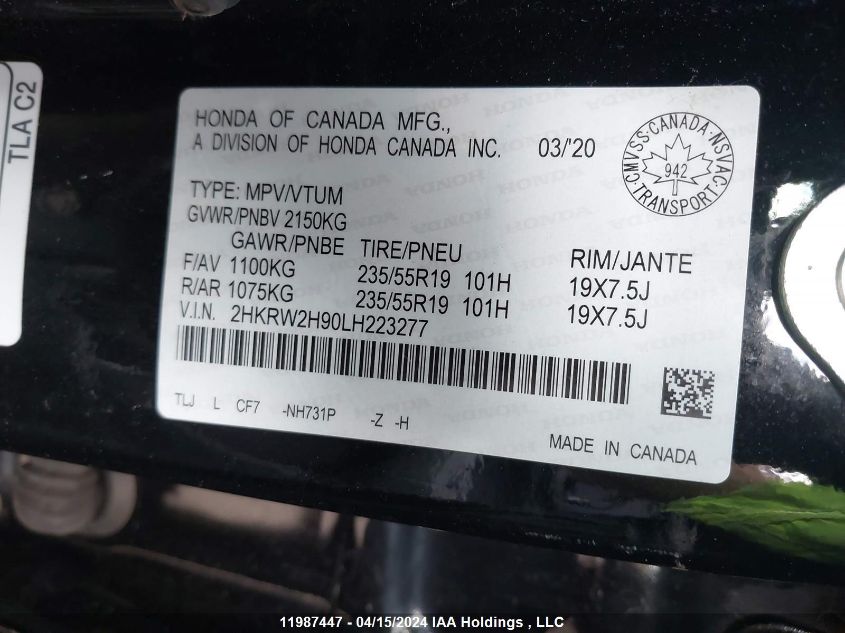 TLA C2
HONDA OF CANADA MFG.,
A DIVISION OF HONDA CANADA INC. 03/'20
CMVSS·CANADA·NSVAC·TRANSPORT
942
TYPE: MPV/VTUM
GVWR/PNBV 2150KG
GAWR/PNBE TIRE/PNEU RIM/JANTE
F/AV 1100KG 235/55R19 101H 19X7.5J
R/AR 1075KG 235/55R19 101H 19X7.5J
V.I.N. 2HKRW2H90LH223277
TLJ L CF7 -NH731P -Z -H
MADE IN CANADA
11987447 - 04/15/2024 IAA Holdings , LLC